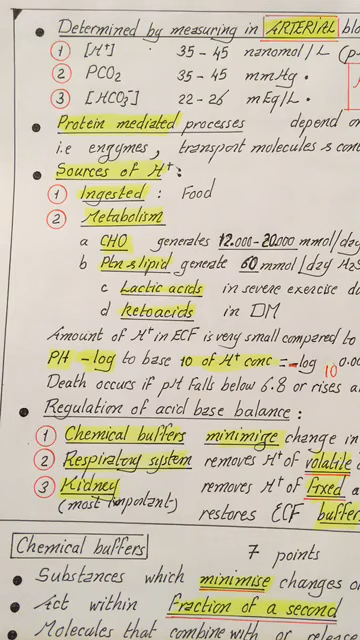 • Determined by measuring in ARTERIAL
① [H⁺] 35 - 45 nanomol/L
② PCO₂ 35 - 45 mmHg •
③ [HCO₃⁻] 22 - 26 mEq/L •
• Protein mediated processes depend
i.e enzymes, transport molecules &
• Sources of H⁺:
① Ingested : Food
② Metabolism
a CHO generates 12.000-20.000 mmol/day
b Ptn & lipid generate 60 mmol/day
c Lactic acids in severe exercise
d ketoacids in DM
Amount of H⁺ in ECF is very small compared to
PH -log to base 10 of H⁺ conc = -log 10
Death occurs if pH falls below 6.8 or rises
• Regulation of acid base balance :
① Chemical buffers minimize change in
② Respiratory system removes H⁺ of volatile
③ Kidney removes H⁺ of fixed
(most important) restores ECF buffer
Chemical buffers 7 points
• Substances which minimise changes
• Act within fraction of a second
Molecules that combine with or release